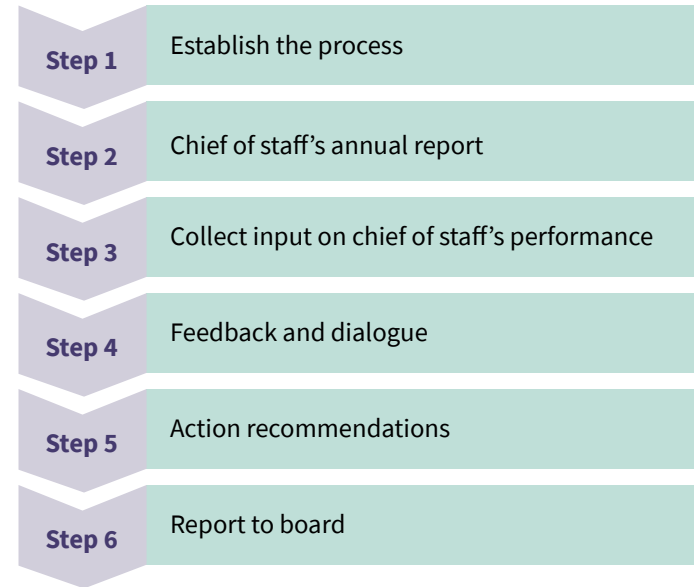 Step 1 Establish the process
Step 2 Chief of staff’s annual report
Step 3 Collect input on chief of staff’s performance
Step 4 Feedback and dialogue
Step 5 Action recommendations
Step 6 Report to board